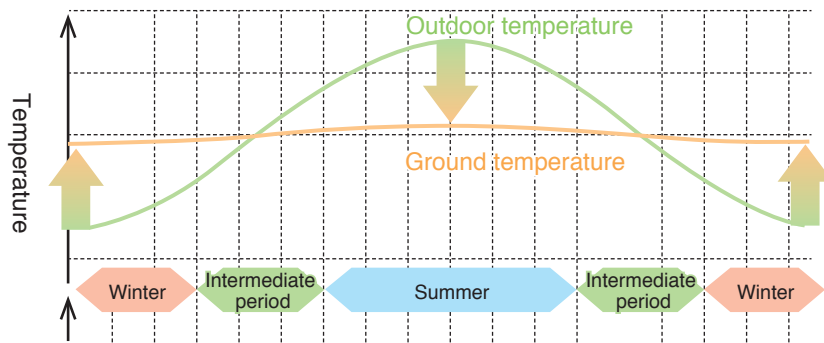 Outdoor temperature
Temperature
Ground temperature
Winter
Intermediate
period
Summer
Intermediate
period
Winter